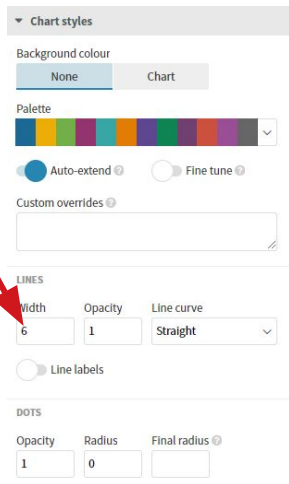 Chart styles
Background colour
None Chart
Palette
Auto-extend Fine tune
Custom overrides
LINES
Width Opacity Line curve
6 1 Straight
Line labels
DOTS
Opacity Radius Final radius
1 0